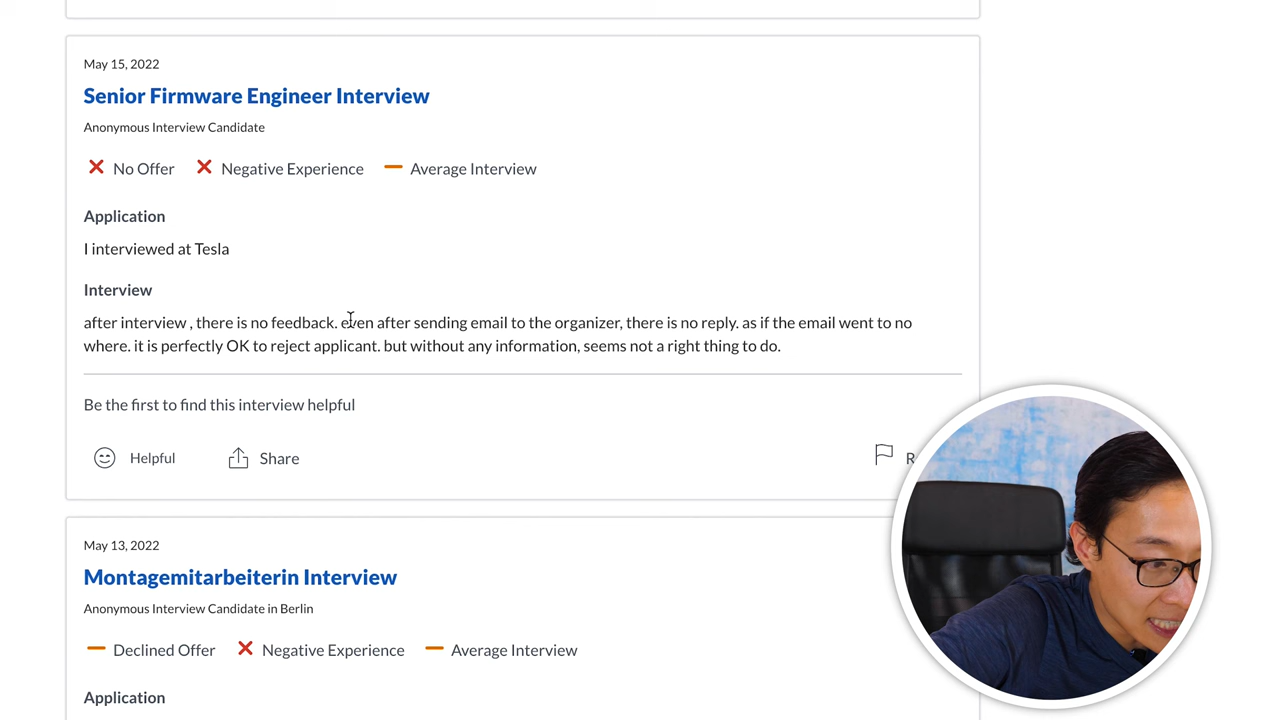 May 15, 2022
Senior Firmware Engineer Interview
Anonymous Interview Candidate
No Offer Negative Experience Average Interview
Application
I interviewed at Tesla
Interview
after interview , there is no feedback. even after sending email to the organizer, there is no reply. as if the email went to no
where. it is perfectly OK to reject applicant. but without any information, seems not a right thing to do.
Be the first to find this interview helpful
Helpful Share
May 13, 2022
Montagemitarbeiterin Interview
Anonymous Interview Candidate in Berlin
Declined Offer Negative Experience Average Interview
Application